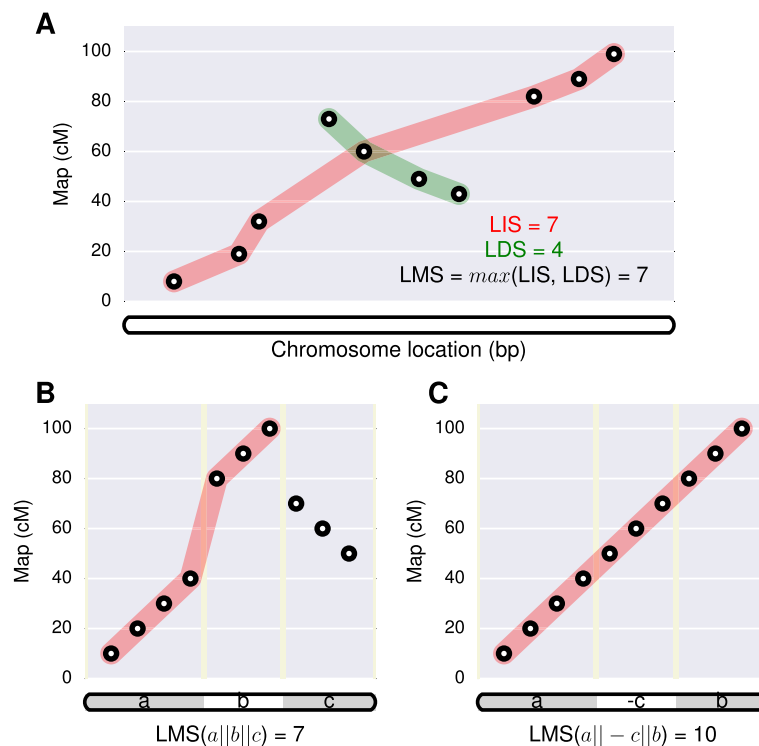 A
100
80
60
40
20
0
Map (cM)
LIS = 7
LDS = 4
LMS = max(LIS, LDS) = 7
Chromosome location (bp)
B
100
80
60
40
20
0
Map (cM)
a b c
LMS(a||b||c) = 7
C
100
80
60
40
20
0
Map (cM)
a -c b
LMS(a|| − c||b) = 10